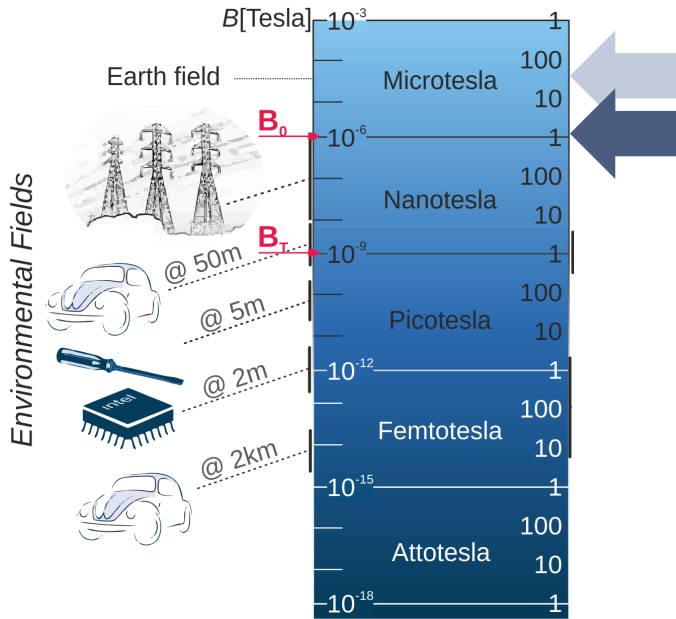 B[Tesla]
10-3
1
Earth field
Microtesla
100
10
B0
10-6
1
Nanotesla
100
10
BT
10-9
1
@ 50m
@ 5m
Picotesla
100
10
@ 2m
10-12
1
intel
Femtotesla
100
10
@ 2km
10-15
1
Attotesla
100
10
10-18
1
Environmental Fields